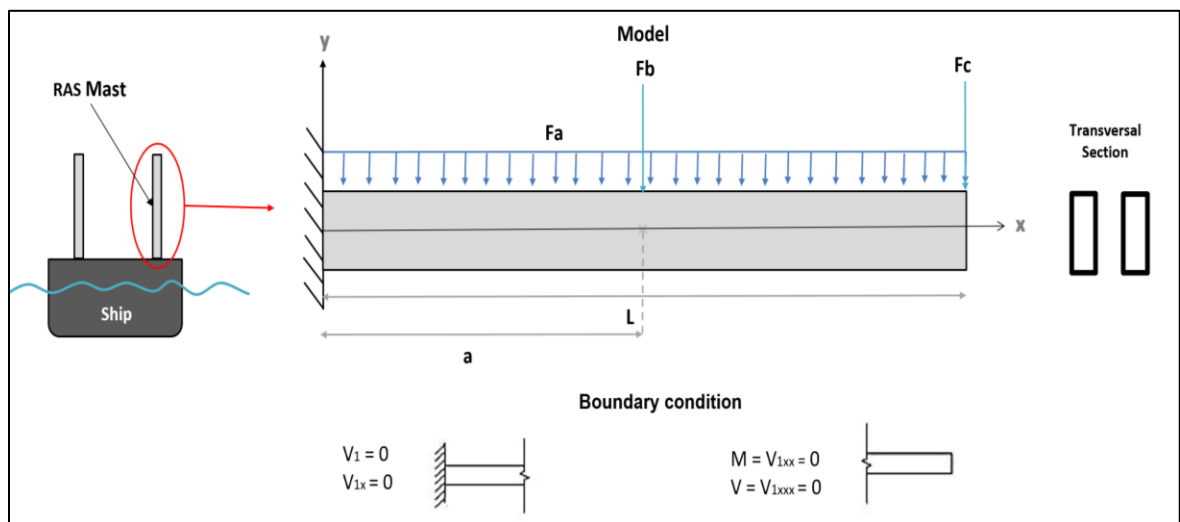 Model
y
RAS Mast
Fb
Fc
Fa
Transversal
Section
x
Ship
L
a
Boundary condition
V1 = 0
V1x = 0
M = V1xx = 0
V = V1xxx = 0